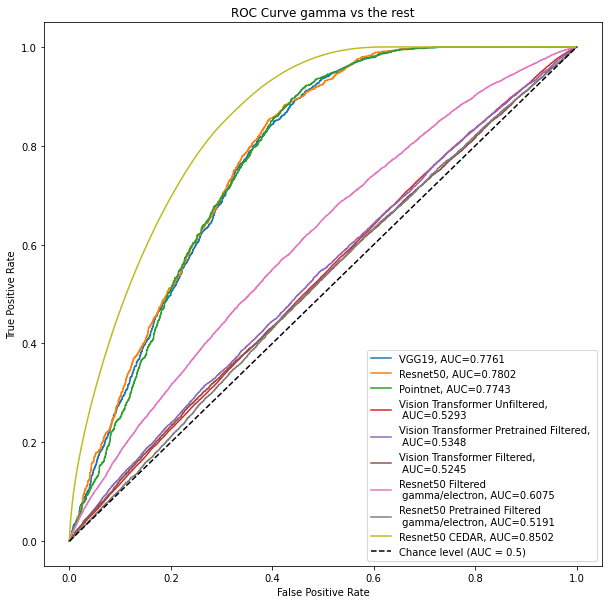 ROC Curve gamma vs the rest
True Positive Rate
1.0
0.8
0.6
0.4
0.2
0.0
VGG19, AUC=0.7761
Resnet50, AUC=0.7802
Pointnet, AUC=0.7743
Vision Transformer Unfiltered,
AUC=0.5293
Vision Transformer Pretrained Filtered,
AUC=0.5348
Vision Transformer Filtered,
AUC=0.5245
Resnet50 Filtered
gamma/electron, AUC=0.6075
Resnet50 Pretrained Filtered
gamma/electron, AUC=0.5191
Resnet50 CEDAR, AUC=0.8502
Chance level (AUC = 0.5)
0.0 0.2 0.4 0.6 0.8 1.0
False Positive Rate